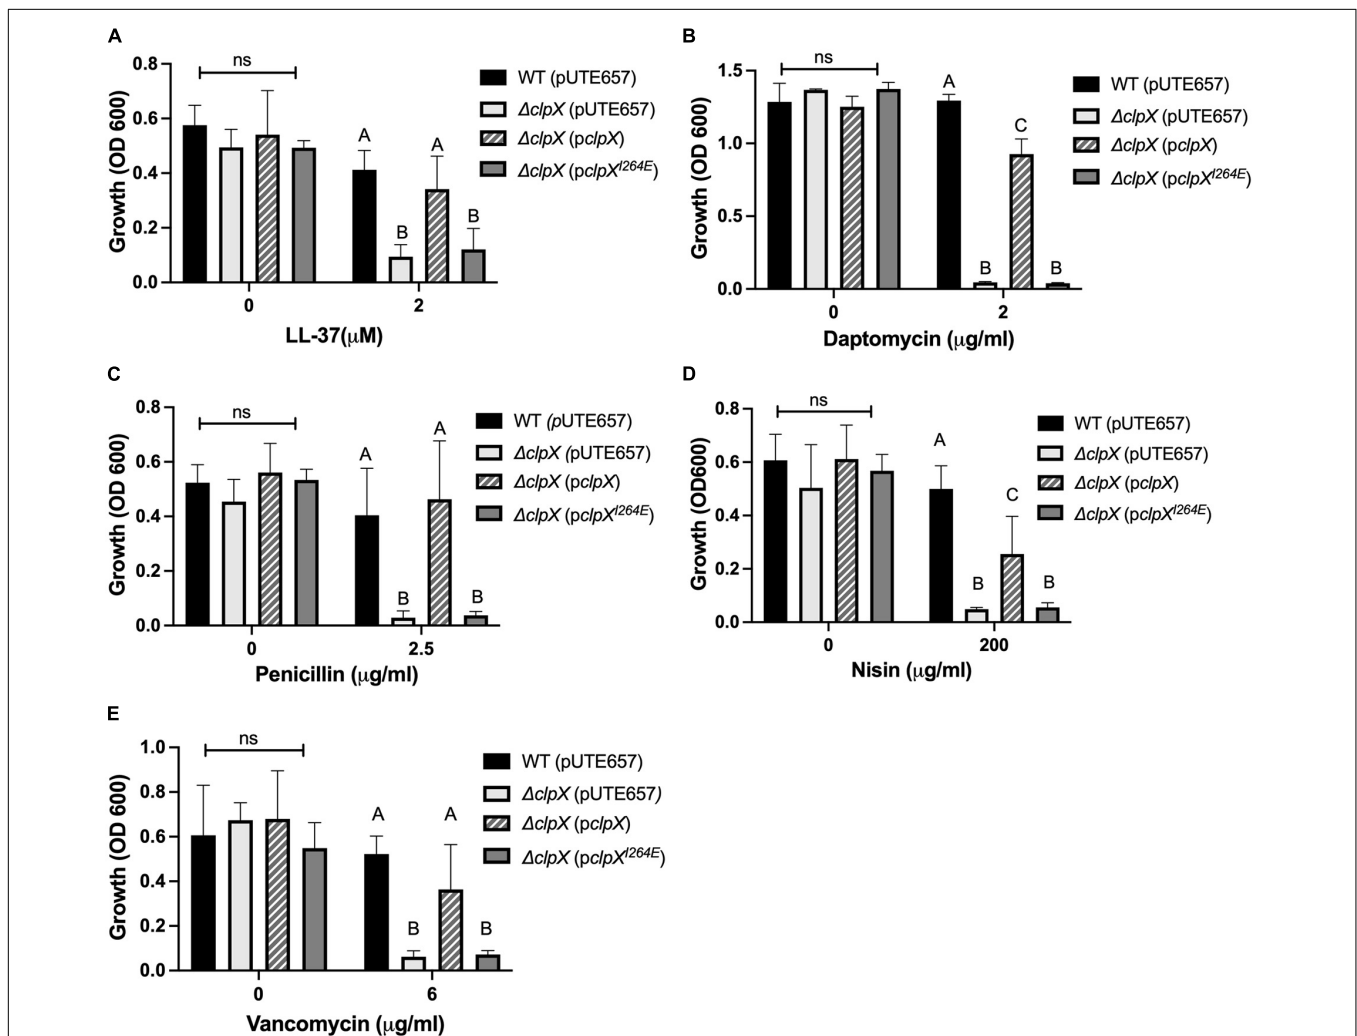 A
Growth (OD 600)
0.8
0.6
0.4
0.2
0.0
ns
A
B
A
B
0
2
LL-37(μM)
WT (pUTE657)
ΔclpX (pUTE657)
ΔclpX (pclpX)
ΔclpX (pclpX^I264E)
B
Growth (OD 600)
1.5
1.0
0.5
0.0
ns
A
B
C
B
0
2
Daptomycin (μg/ml)
WT (pUTE657)
ΔclpX (pUTE657)
ΔclpX (pclpX)
ΔclpX (pclpX^I264E)
C
Growth (OD 600)
0.8
0.6
0.4
0.2
0.0
ns
A
B
A
B
0
2.5
Penicillin (μg/ml)
WT (pUTE657)
ΔclpX (pUTE657)
ΔclpX (pclpX)
ΔclpX (pclpX^I264E)
D
Growth (OD600)
0.8
0.6
0.4
0.2
0.0
ns
A
B
C
B
0
200
Nisin (μg/ml)
WT (pUTE657)
ΔclpX (pUTE657)
ΔclpX (pclpX)
ΔclpX (pclpX^I264E)
E
Growth (OD 600)
1.0
0.8
0.6
0.4
0.2
0.0
ns
A
B
A
B
0
6
Vancomycin (μg/ml)
WT (pUTE657)
ΔclpX (pUTE657)
ΔclpX (pclpX)
ΔclpX (pclpX^I264E)